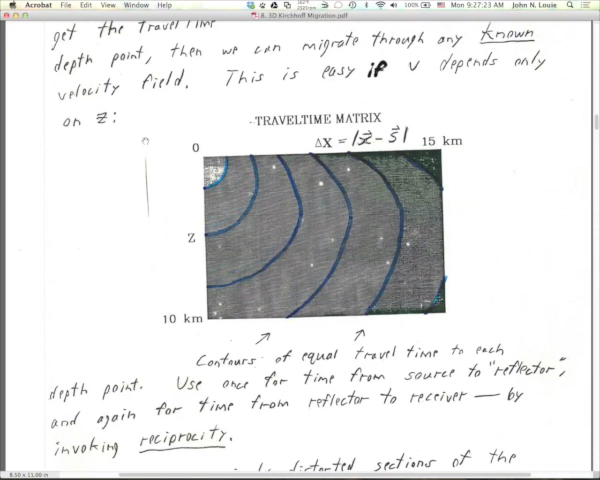 Acrobat File Edit View Window Help 100% Mon 9:27:23 AM John N. Louie
8. 3D Kirchhoff Migration.pdf
get the travel time
depth point, then we can migrate through any known
velocity field. This is easy if v depends only
on z:
TRAVELTIME MATRIX
0 ΔX = |x⃗ - s⃗| 15 km
Z
10 km
Contours of equal travel time to each
depth point. Use once for time from source to "reflector",
and again for time from reflector to receiver — by
invoking reciprocity.
distorted sections of the
8.50 x 11.00 in